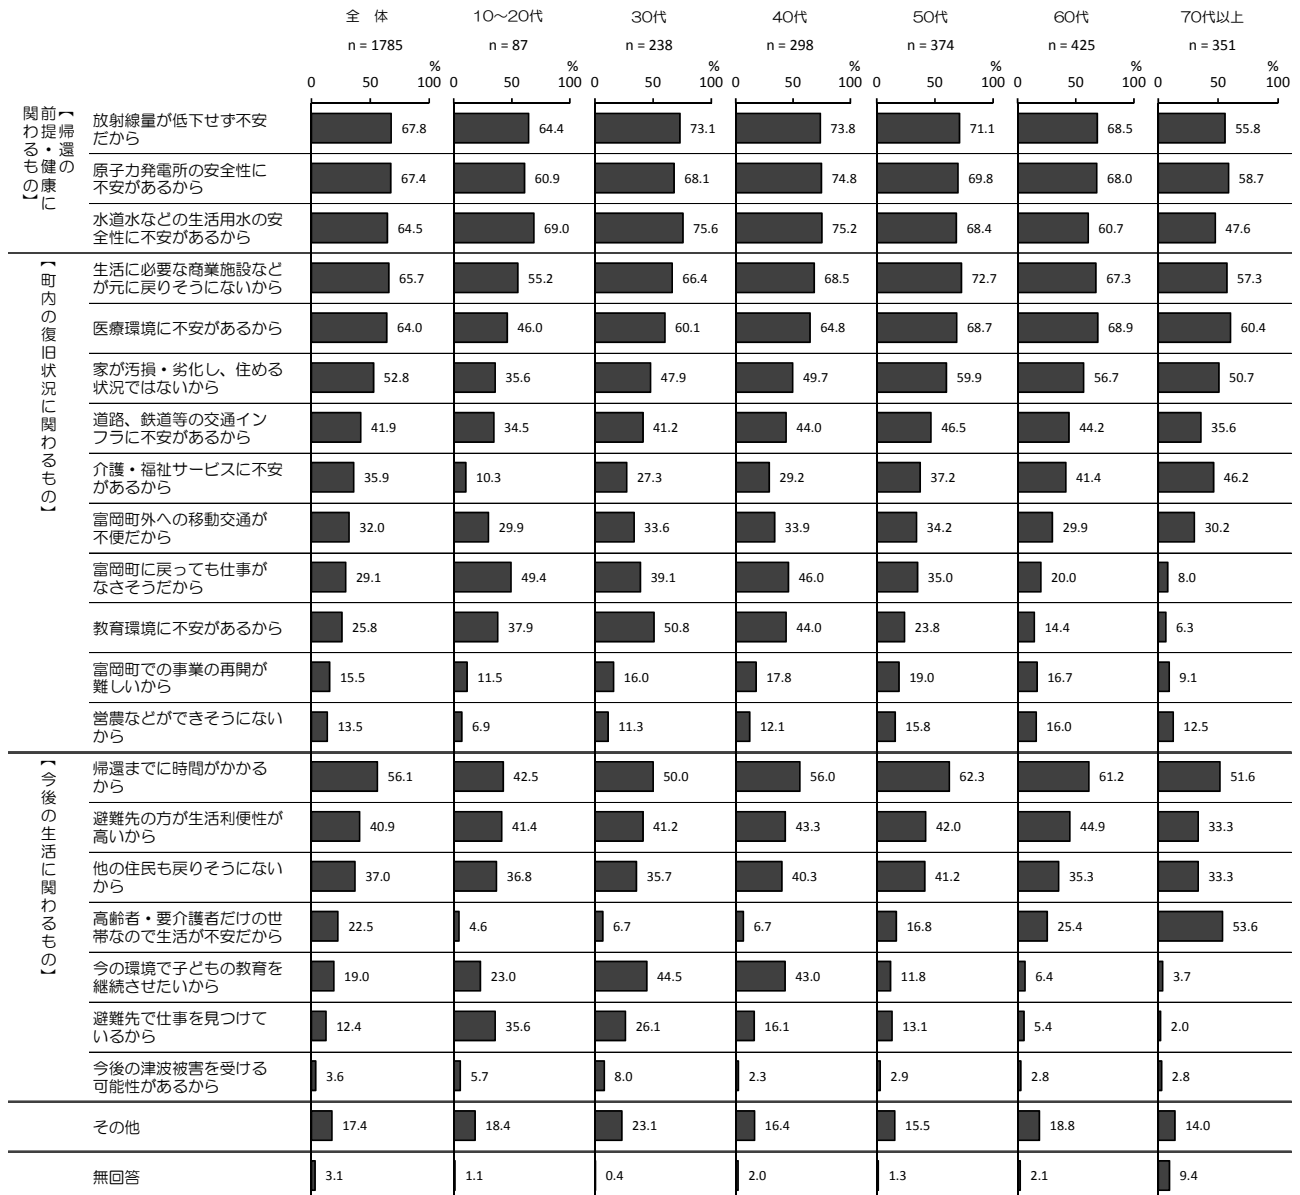 全 体 10～20代 30代 40代 50代 60代 70代以上
n = 1785 n = 87 n = 238 n = 298 n = 374 n = 425 n = 351
% % % % % % %
0 50 100 0 50 100 0 50 100 0 50 100 0 50 100 0 50 100 0 50 100
【帰還の
前提・健康に
関わるもの】
放射線量が低下せず不安
だから
67.8 64.4 73.1 73.8 71.1 68.5 55.8
原子力発電所の安全性に
不安があるから
67.4 60.9 68.1 74.8 69.8 68.0 58.7
水道水などの生活用水の安
全性に不安があるから
64.5 69.0 75.6 75.2 68.4 60.7 47.6
【町内の復旧状況に関わるもの】
生活に必要な商業施設など
が元に戻りそうにないから
65.7 55.2 66.4 68.5 72.7 67.3 57.3
医療環境に不安があるから
64.0 46.0 60.1 64.8 68.7 68.9 60.4
家が汚損・劣化し、住める
状況ではないから
52.8 35.6 47.9 49.7 59.9 56.7 50.7
道路、鉄道等の交通イン
フラに不安があるから
41.9 34.5 41.2 44.0 46.5 44.2 35.6
介護・福祉サービスに不安
があるから
35.9 10.3 27.3 29.2 37.2 41.4 46.2
富岡町外への移動交通が
不便だから
32.0 29.9 33.6 33.9 34.2 29.9 30.2
富岡町に戻っても仕事が
なさそうだから
29.1 49.4 39.1 46.0 35.0 20.0 8.0
教育環境に不安があるから
25.8 37.9 50.8 44.0 23.8 14.4 6.3
富岡町での事業の再開が
難しいから
15.5 11.5 16.0 17.8 19.0 16.7 9.1
営農などができそうにない
から
13.5 6.9 11.3 12.1 15.8 16.0 12.5
【今後の生活に関わるもの】
帰還までに時間がかかる
から
56.1 42.5 50.0 56.0 62.3 61.2 51.6
避難先の方が生活利便性が
高いから
40.9 41.4 41.2 43.3 42.0 44.9 33.3
他の住民も戻りそうにない
から
37.0 36.8 35.7 40.3 41.2 35.3 33.3
高齢者・要介護者だけの世
帯なので生活が不安だから
22.5 4.6 6.7 6.7 16.8 25.4 53.6
今の環境で子どもの教育を
継続させたいから
19.0 23.0 44.5 43.0 11.8 6.4 3.7
避難先で仕事を見つけて
いるから
12.4 35.6 26.1 16.1 13.1 5.4 2.0
今後の津波被害を受ける
可能性があるから
3.6 5.7 8.0 2.3 2.9 2.8 2.8
その他
17.4 18.4 23.1 16.4 15.5 18.8 14.0
無回答
3.1 1.1 0.4 2.0 1.3 2.1 9.4